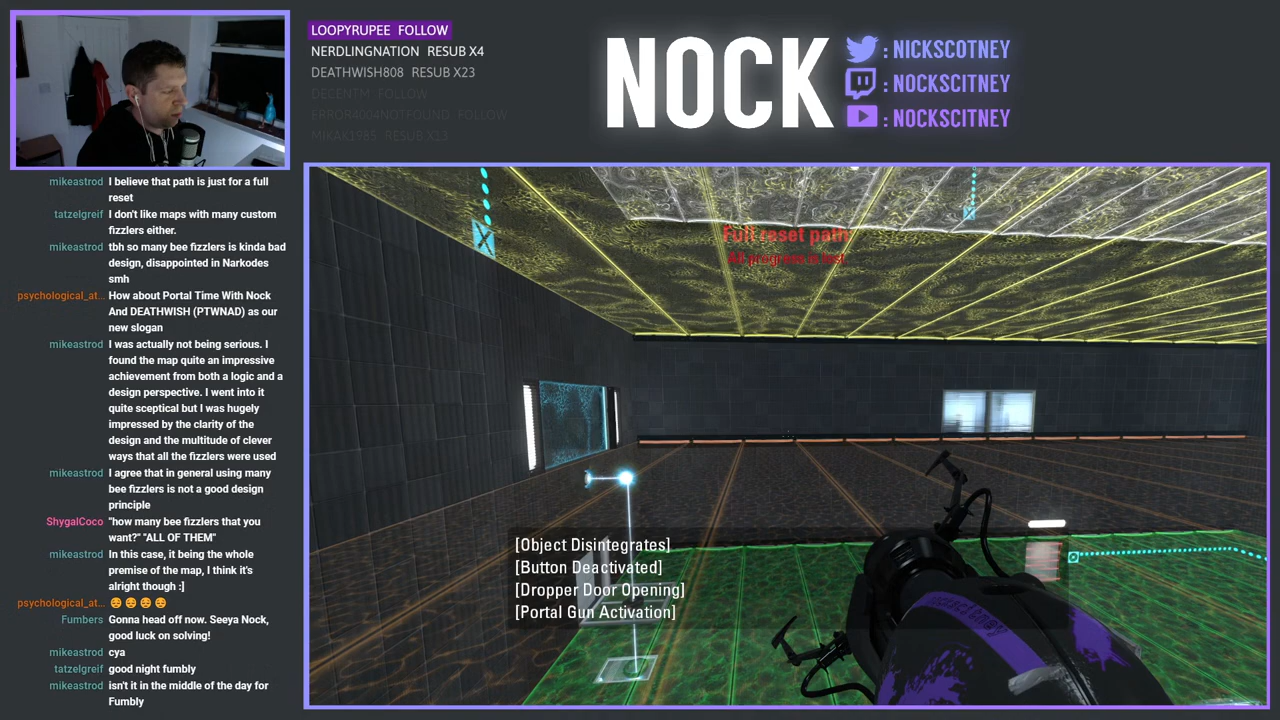 LOOPYRUPEE FOLLOW
NERDLINGNATION RESUB X4
DEATHWISH808 RESUB X23
DECENTM FOLLOW
ERROR4004NOTFOUND FOLLOW
MIKAK1985 RESUB X13
NOCK
: NICKSCOTNEY
: NOCKSCITNEY
: NOCKSCITNEY
mikeastrod I believe that path is just for a full
reset
tatzelgreif I don't like maps with many custom
fizzlers either.
mikeastrod tbh so many bee fizzlers is kinda bad
design, disappointed in Narkodes
smh
psychological_at... How about Portal Time With Nock
And DEATHWISH (PTWNAD) as our
new slogan
mikeastrod I was actually not being serious. I
found the map quite an impressive
achievement from both a logic and a
design perspective. I went into it
quite sceptical but I was hugely
impressed by the clarity of the
design and the multitude of clever
ways that all the fizzlers were used
mikeastrod I agree that in general using many
bee fizzlers is not a good design
principle
ShygalCoco "how many bee fizzlers that you
want?" "ALL OF THEM"
mikeastrod In this case, it being the whole
premise of the map, I think it's
alright though :]
psychological_at... 😌 😌 😌 😌
Fumbers Gonna head off now. Seeya Nock,
good luck on solving!
mikeastrod cya
tatzelgreif good night fumbly
mikeastrod isn't it in the middle of the day for
Fumbly
Full reset path
All progress is lost
[Object Disintegrates]
[Button Deactivated]
[Dropper Door Opening]
[Portal Gun Activation]